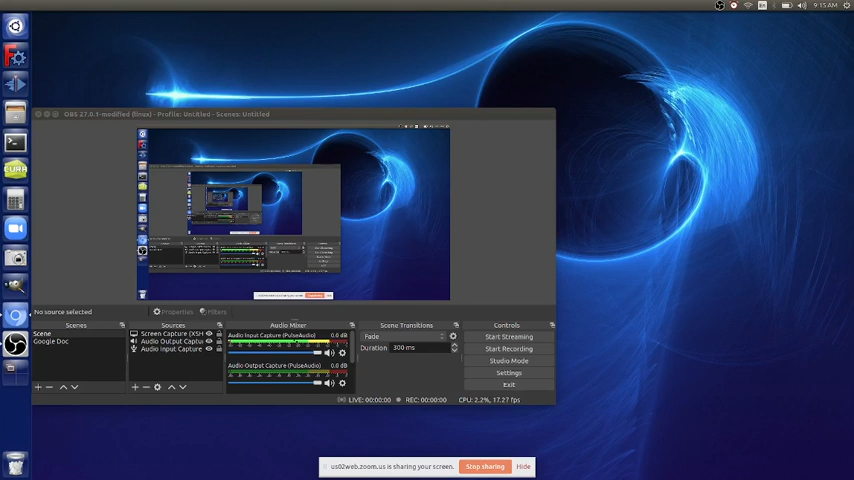 9:15 AM
OBS 27.0.1-modified (linux) - Profile: Untitled - Scenes: Untitled
No source selected
Properties
Filters
Scenes
Sources
Audio Mixer
Scene Transitions
Controls
Scene
Google Doc
Screen Capture (XSH
Audio Output Captu
Audio Input Capture
Audio Input Capture (PulseAudio)
0.0 dB
Audio Output Capture (PulseAudio)
0.0 dB
Fade
Duration
300 ms
Start Streaming
Start Recording
Studio Mode
Settings
Exit
LIVE: 00:00:00
REC: 00:00:00
CPU: 2.2%, 17.27 fps
us02web.zoom.us is sharing your screen.
Stop sharing
Hide
CURA